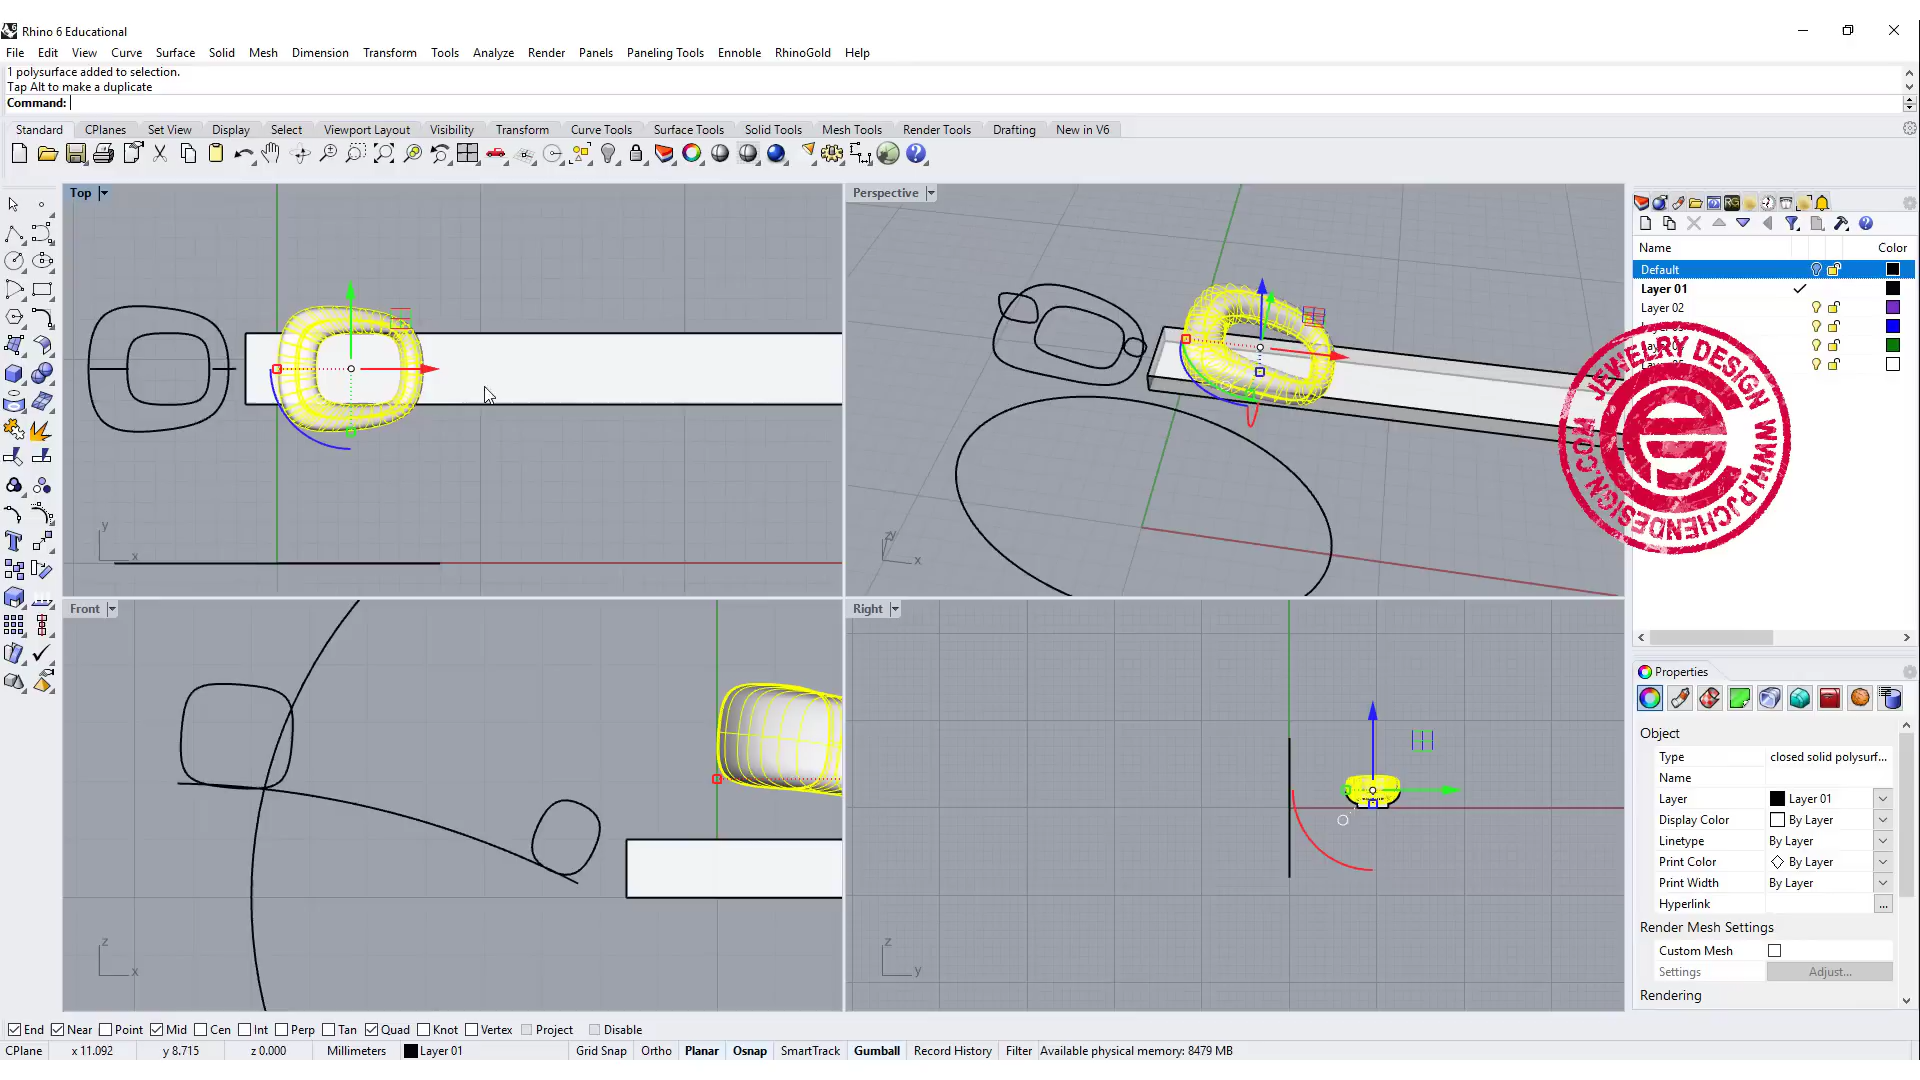 Rhino 6 Educational
File Edit View Curve Surface Solid Mesh Dimension Transform Tools Analyze Render Panels Paneling Tools Ennoble RhinoGold Help
1 polysurface added to selection.
Tap Alt to make a duplicate
Command:
Standard CPlanes Set View Display Select Viewport Layout Visibility Transform Curve Tools Surface Tools Solid Tools Mesh Tools Render Tools Drafting New in V6
Top
Perspective
Name Color
Default
Layer 01
Layer 02
JEWELRY DESIGN WWW.PJCHENDESIGN.COM
y
x
z
x
Front
Right
z
x
z
y
Properties
Object
Type closed solid polysurf...
Name
Layer Layer 01
Display Color By Layer
Linetype By Layer
Print Color By Layer
Print Width By Layer
Hyperlink ...
Render Mesh Settings
Custom Mesh
Settings Adjust...
Rendering
End Near Point Mid Cen Int Perp Tan Quad Knot Vertex Project Disable
CPlane x 11.092 y 8.715 z 0.000 Millimeters Layer 01 Grid Snap Ortho Planar Osnap SmartTrack Gumball Record History Filter Available physical memory: 8479 MB